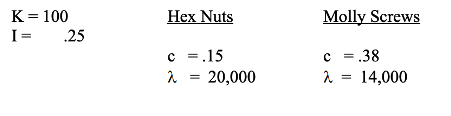 K = 100 Hex Nuts Molly Screws
I = .25
c = .15 c = .38
λ = 20,000 λ = 14,000